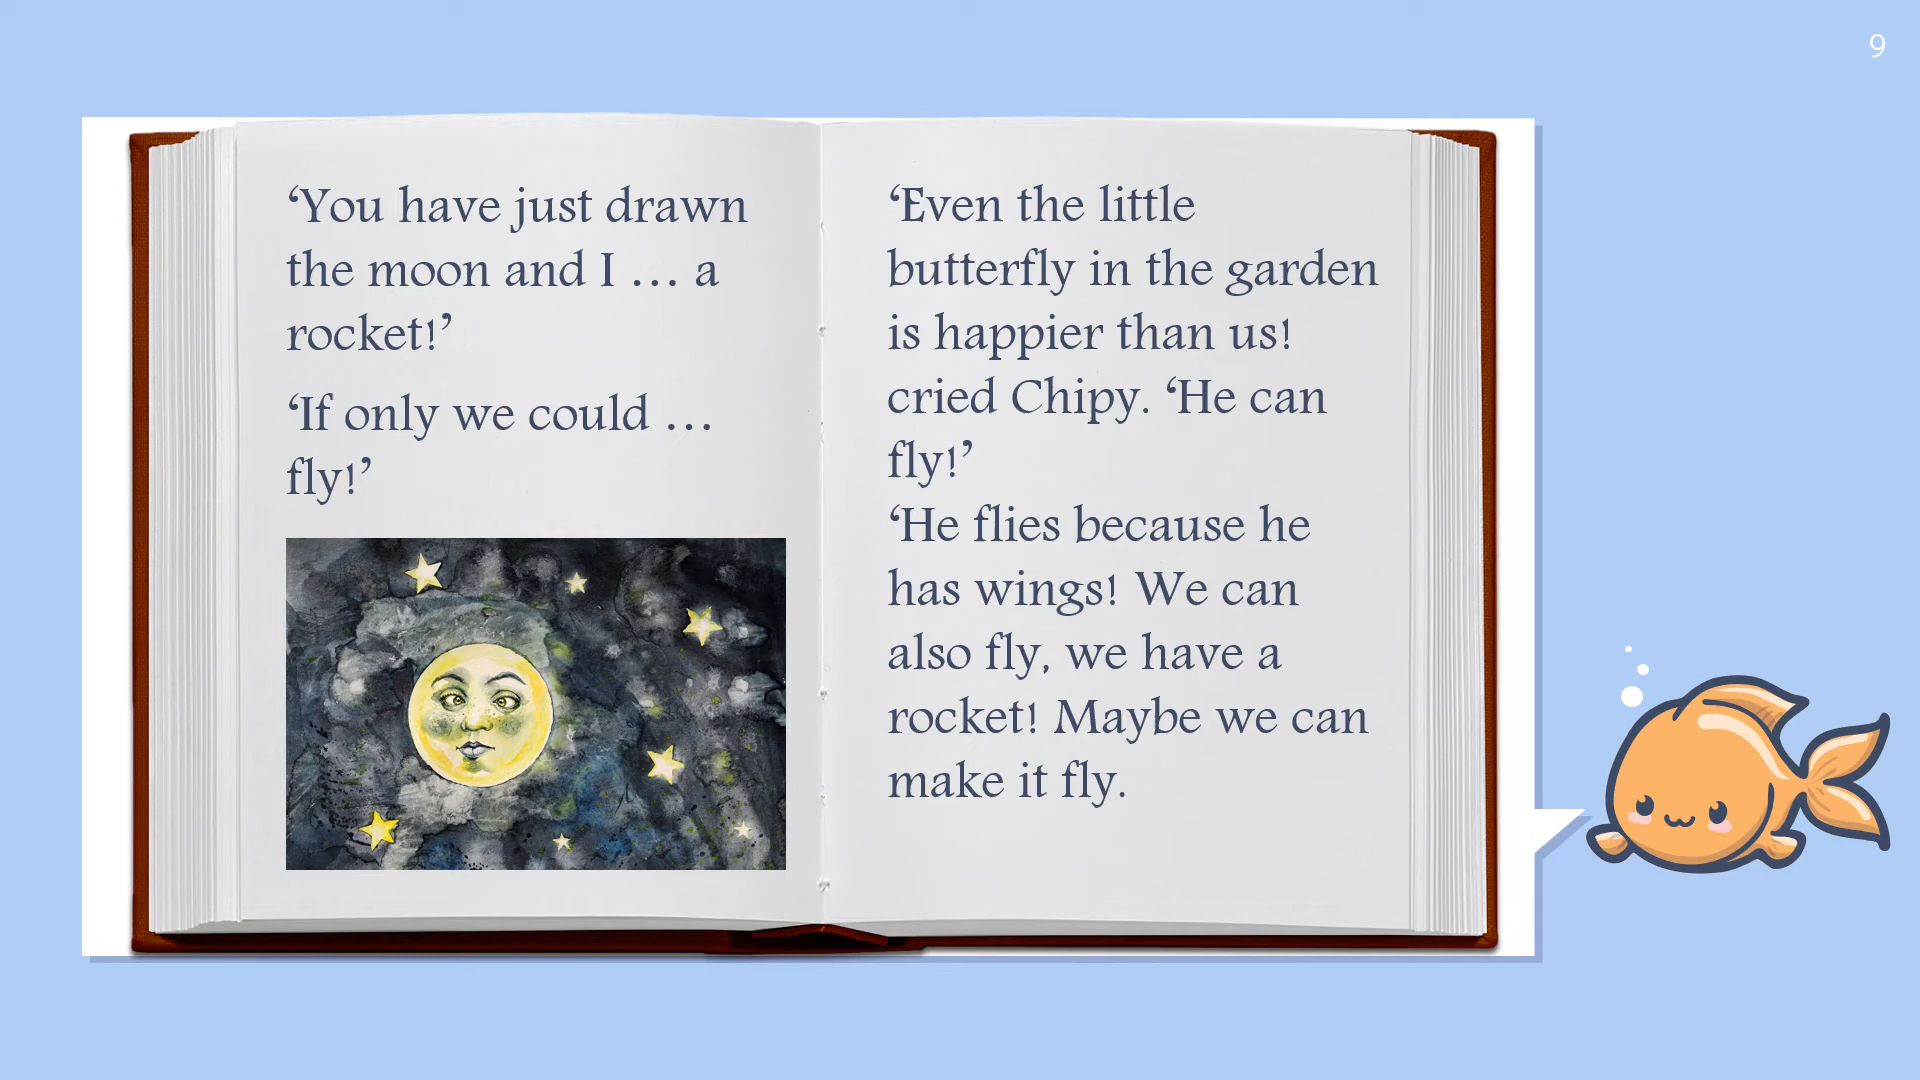 9
‘You have just drawn
the moon and I … a
rocket!’
‘If only we could …
fly!’
‘Even the little
butterfly in the garden
is happier than us!
cried Chipy. ‘He can
fly!’
‘He flies because he
has wings! We can
also fly, we have a
rocket! Maybe we can
make it fly.